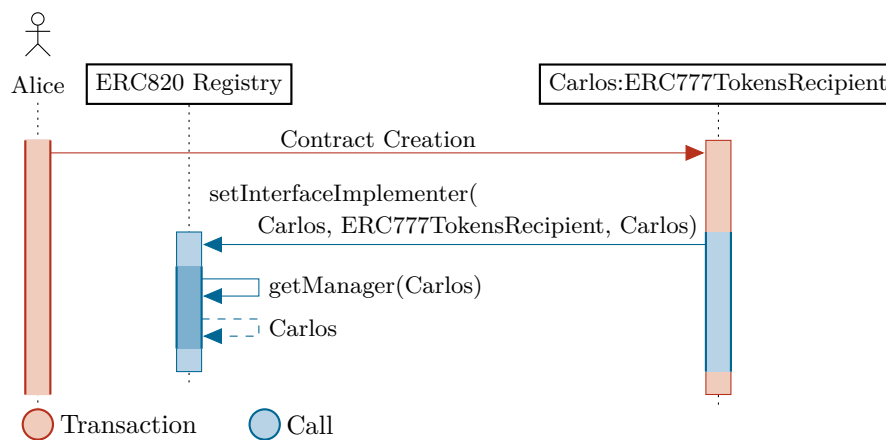 Alice
ERC820 Registry
Carlos:ERC777TokensRecipient
Contract Creation
setInterfaceImplementer(
Carlos, ERC777TokensRecipient, Carlos)
getManager(Carlos)
Carlos
Transaction
Call